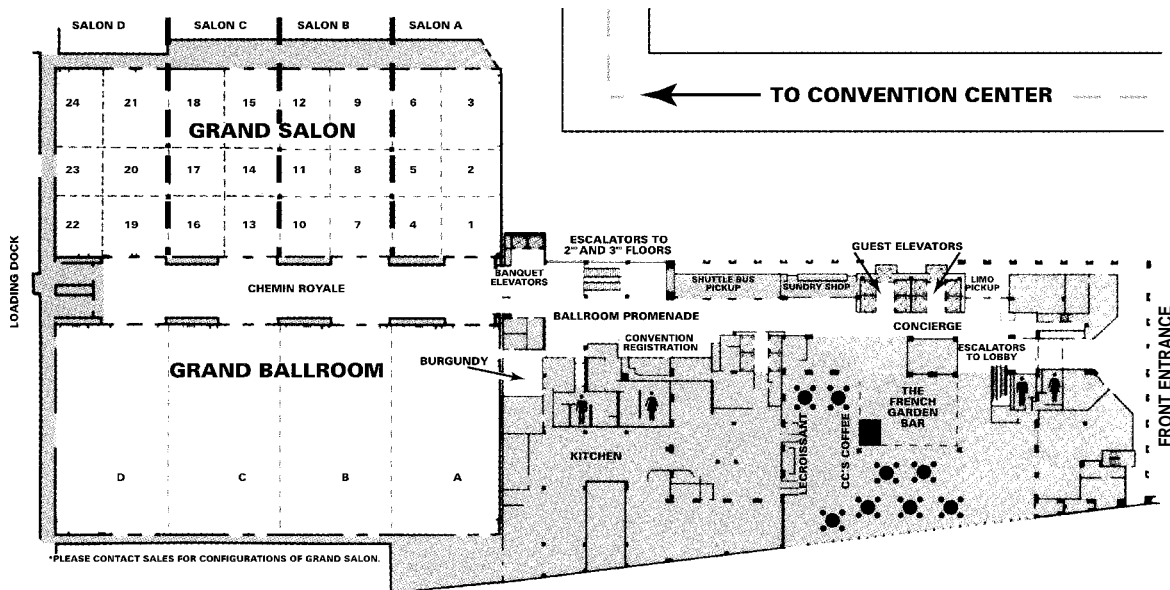 SALON D SALON C SALON B SALON A
TO CONVENTION CENTER
24 21 18 15 12 9 6 3
GRAND SALON
23 20 17 14 11 8 5 2
22 19 16 13 10 7 4 1
ESCALATORS TO
2ND AND 3RD FLOORS
GUEST ELEVATORS
BANQUET
ELEVATORS
SHUTTLE BUS
PICKUP
SUNDRY SHOP
LIMO
PICKUP
LOADING DOCK
CHEMIN ROYALE
BALLROOM PROMENADE
CONCIERGE
CONVENTION
REGISTRATION
ESCALATORS
TO LOBBY
FRONT ENTRANCE
BURGUNDY
GRAND BALLROOM
THE
FRENCH
GARDEN
BAR
ECROISSANT
CC'S COFFEE
KITCHEN
D C B A
*PLEASE CONTACT SALES FOR CONFIGURATIONS OF GRAND SALON.